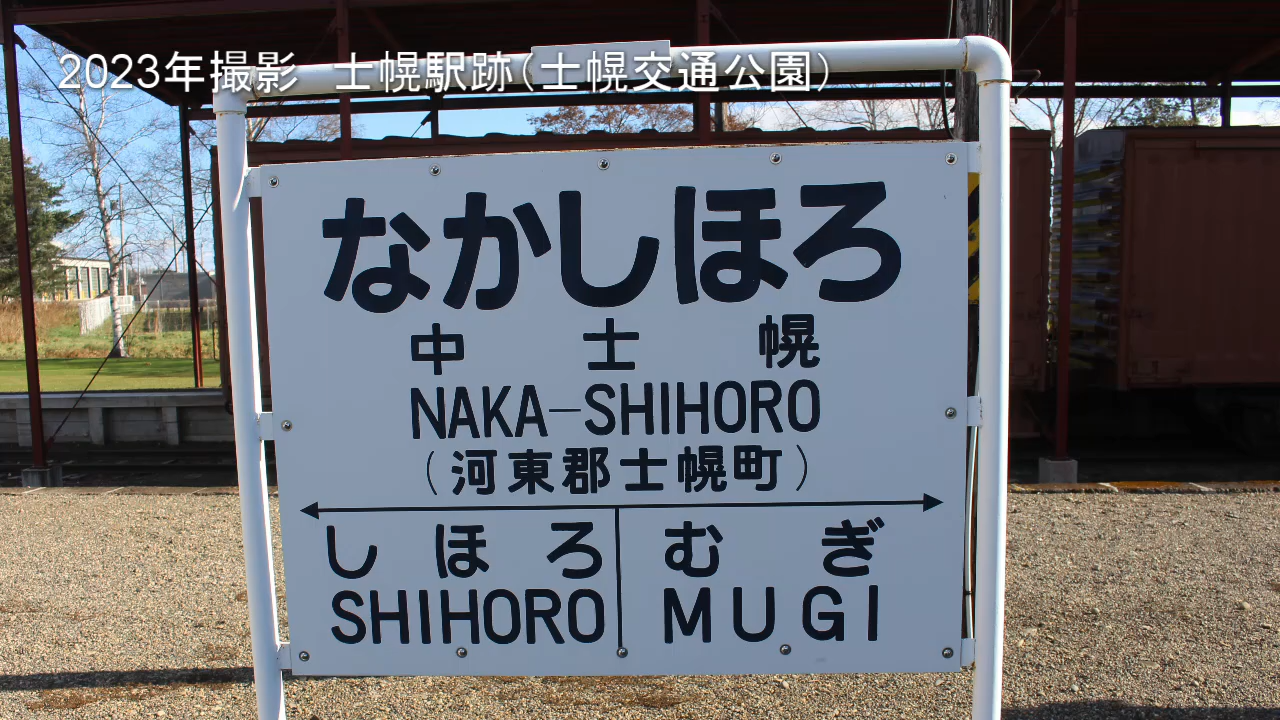 2023年撮影 士幌駅跡(士幌交通公園)
なかしほろ
中士幌
NAKA-SHIHORO
(河東郡士幌町)
しほろ むぎ
SHIHORO MUGI